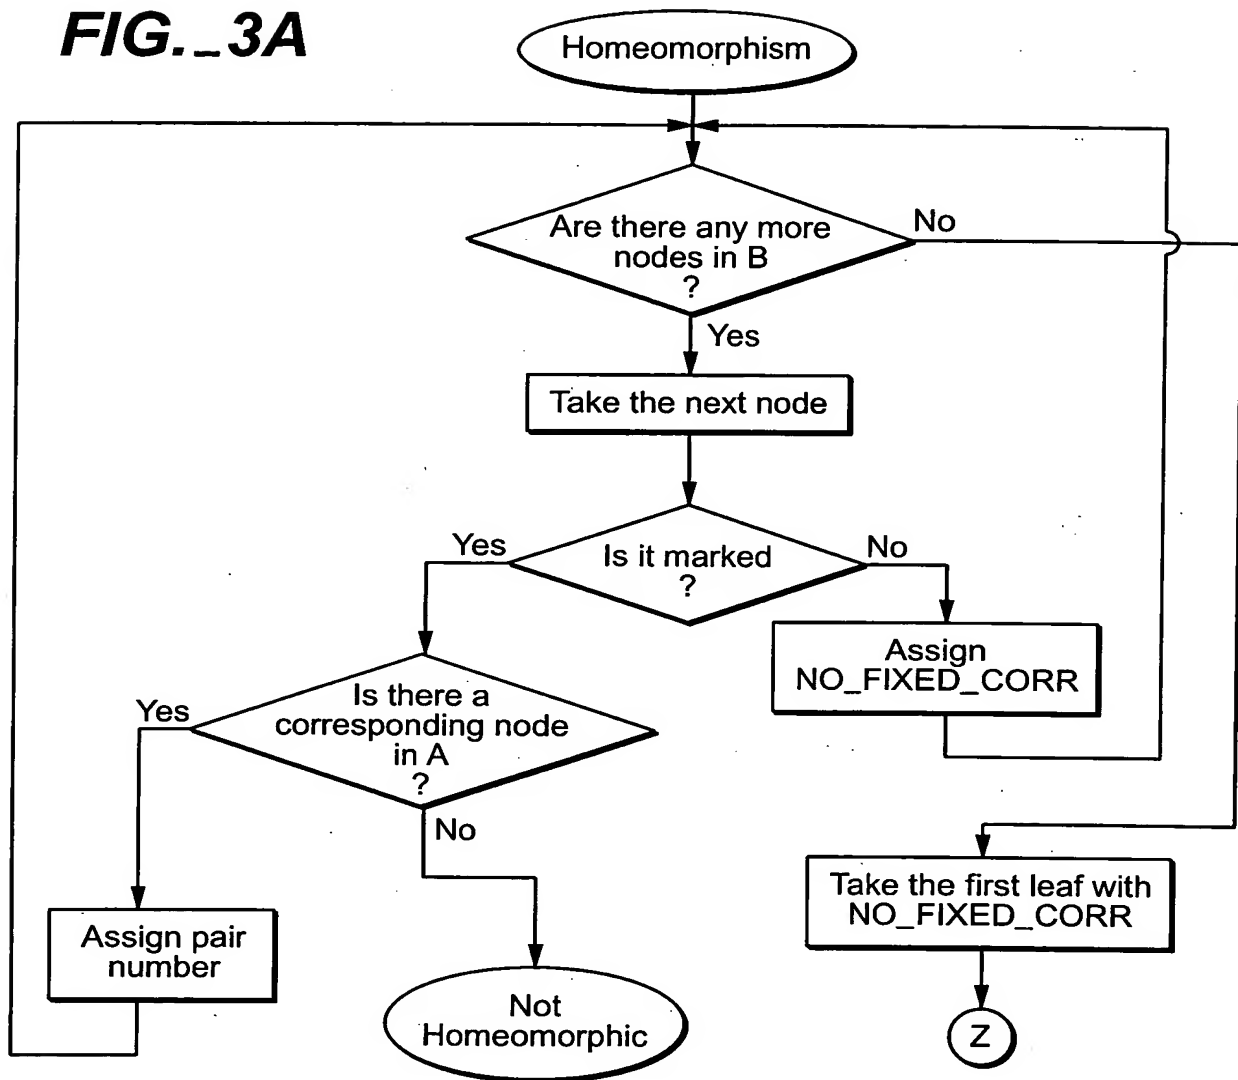 FIG._3A
Homeomorphism
Are there any more
nodes in B
?
No
Yes
Take the next node
Is it marked
?
Yes
No
Assign
NO_FIXED_CORR
Is there a
corresponding node
in A
?
Yes
No
Assign pair
number
Not
Homeomorphic
Take the first leaf with
NO_FIXED_CORR
Z